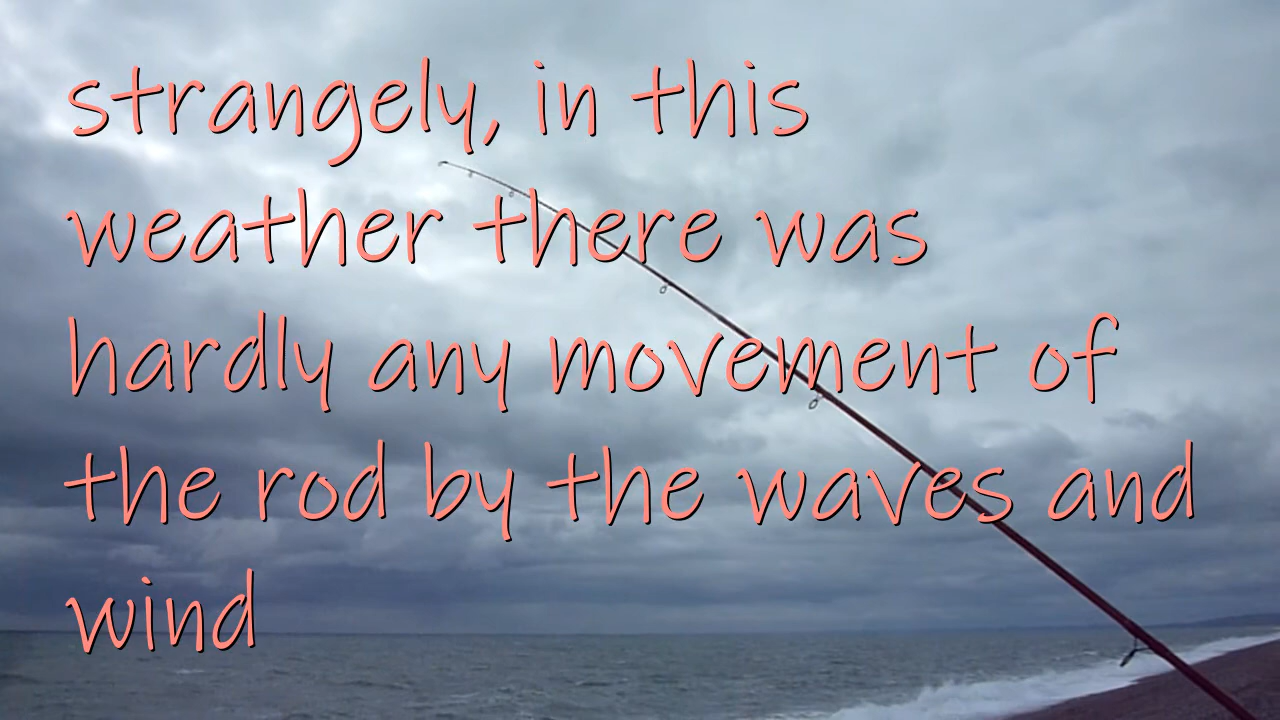 strangely, in this
weather there was
hardly any movement of
the rod by the waves and
wind